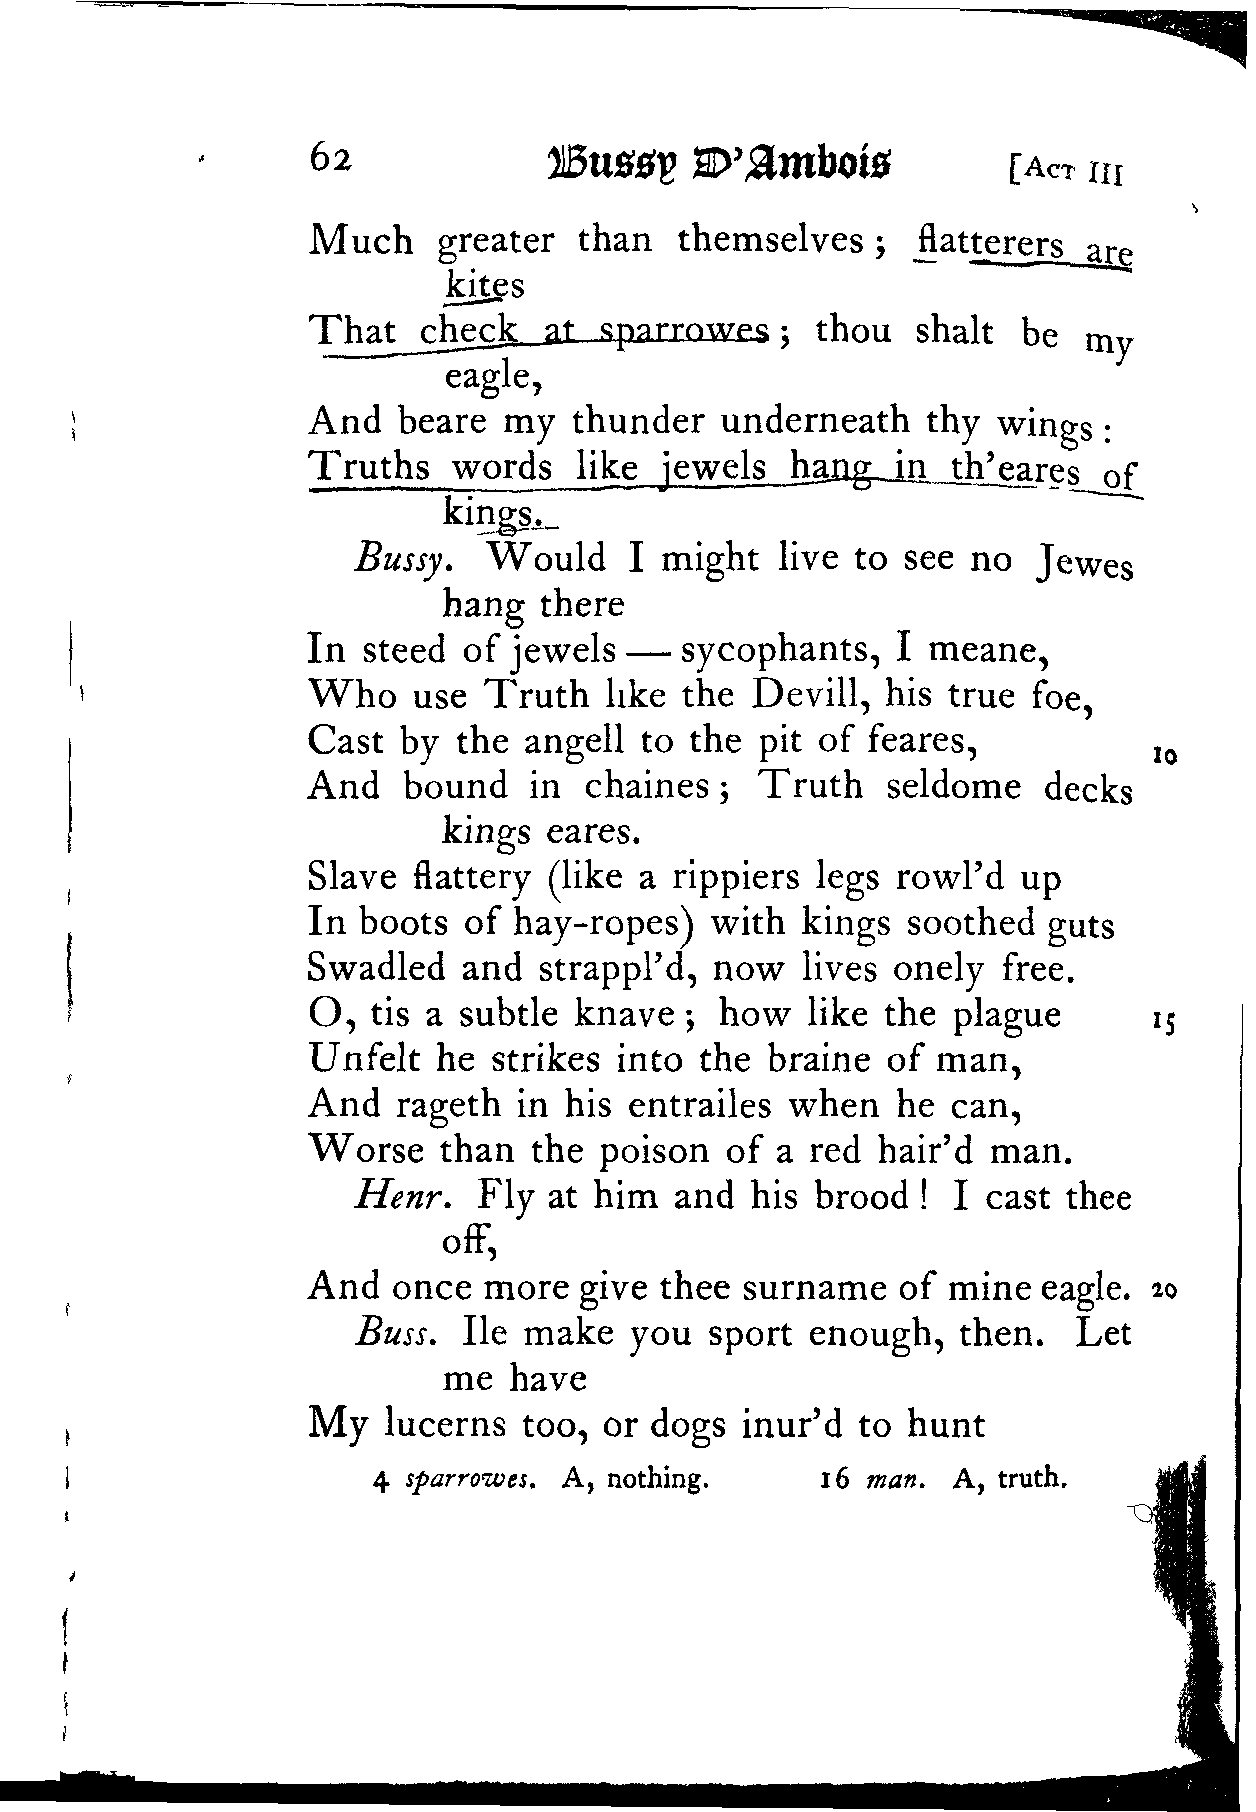 62 Bussy D'Ambois [ACT III
Much greater than themselves; flatterers are
kites
That check at sparrowes; thou shalt be my
eagle,
And beare my thunder underneath thy wings:
Truths words like jewels hang in th'eares of
kings.
Bussy. Would I might live to see no Jewes
hang there
In steed of jewels — sycophants, I meane,
Who use Truth like the Devill, his true foe,
Cast by the angell to the pit of feares, 10
And bound in chaines; Truth seldome decks
kings eares.
Slave flattery (like a rippiers legs rowl'd up
In boots of hay-ropes) with kings soothed guts
Swadled and strappl'd, now lives onely free.
O, tis a subtle knave; how like the plague 15
Unfelt he strikes into the braine of man,
And rageth in his entrailes when he can,
Worse than the poison of a red hair'd man.
Henr. Fly at him and his brood! I cast thee
off,
And once more give thee surname of mine eagle. 20
Buss. Ile make you sport enough, then. Let
me have
My lucerns too, or dogs inur'd to hunt
4 sparrowes. A, nothing. 16 man. A, truth.